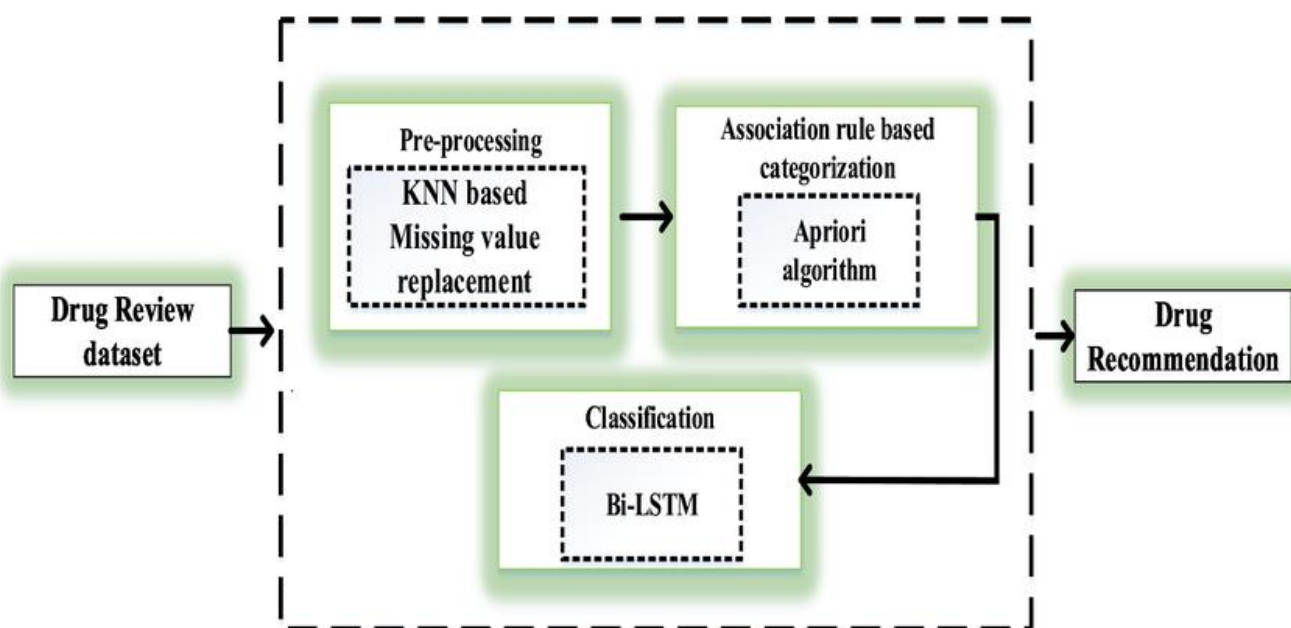 Drug Review
dataset
Pre-processing
KNN based
Missing value
replacement
Association rule based
categorization
Apriori
algorithm
Classification
Bi-LSTM
Drug
Recommendation